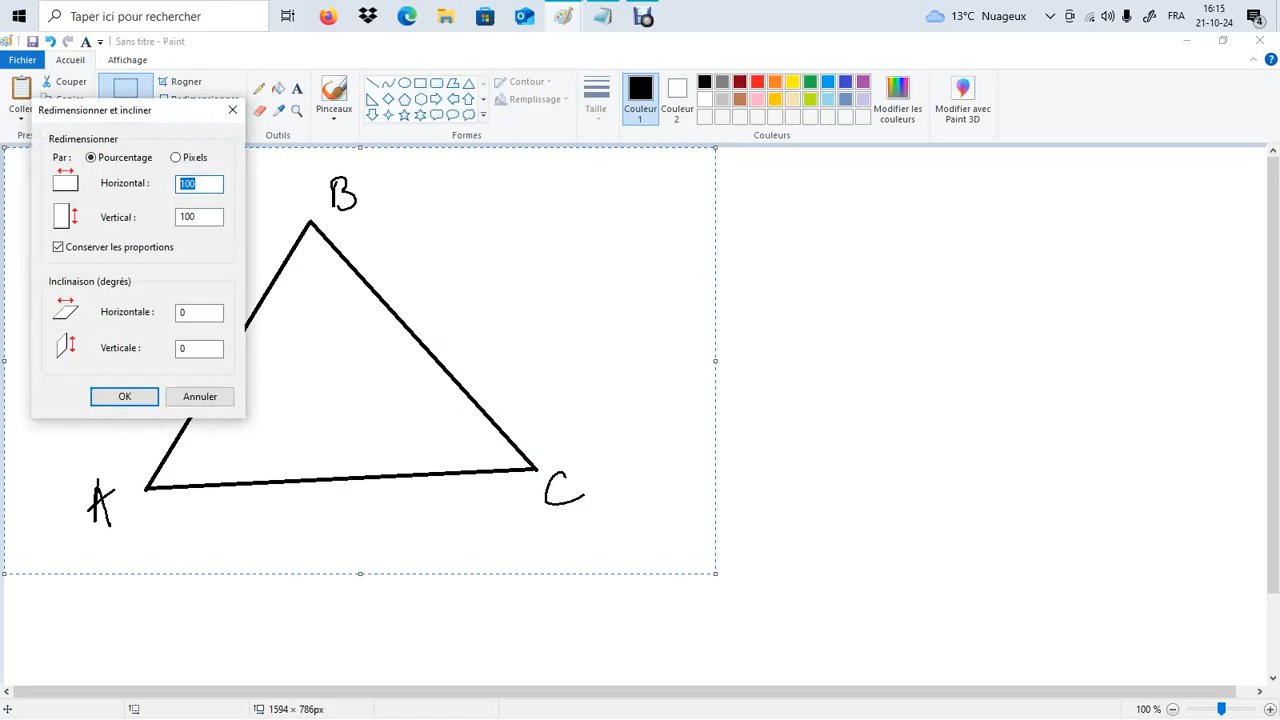 Taper ici pour rechercher
13°C Nuageux
FRA
16:15
21-10-24
4
Sans titre - Paint
Fichier
Accueil
Affichage
Coller
Couper
Rogner
Outils
Pinceaux
Formes
Contour
Remplissage
Taille
Couleur 1
Couleur 2
Couleurs
Modifier les couleurs
Modifier avec Paint 3D
Redimensionner et incliner
Redimensionner
Par : Pourcentage Pixels
Horizontal : 100
Vertical : 100
Conserver les proportions
Inclinaison (degrés)
Horizontale : 0
Verticale : 0
OK Annuler
B
A
C
1594 × 786px
100 %